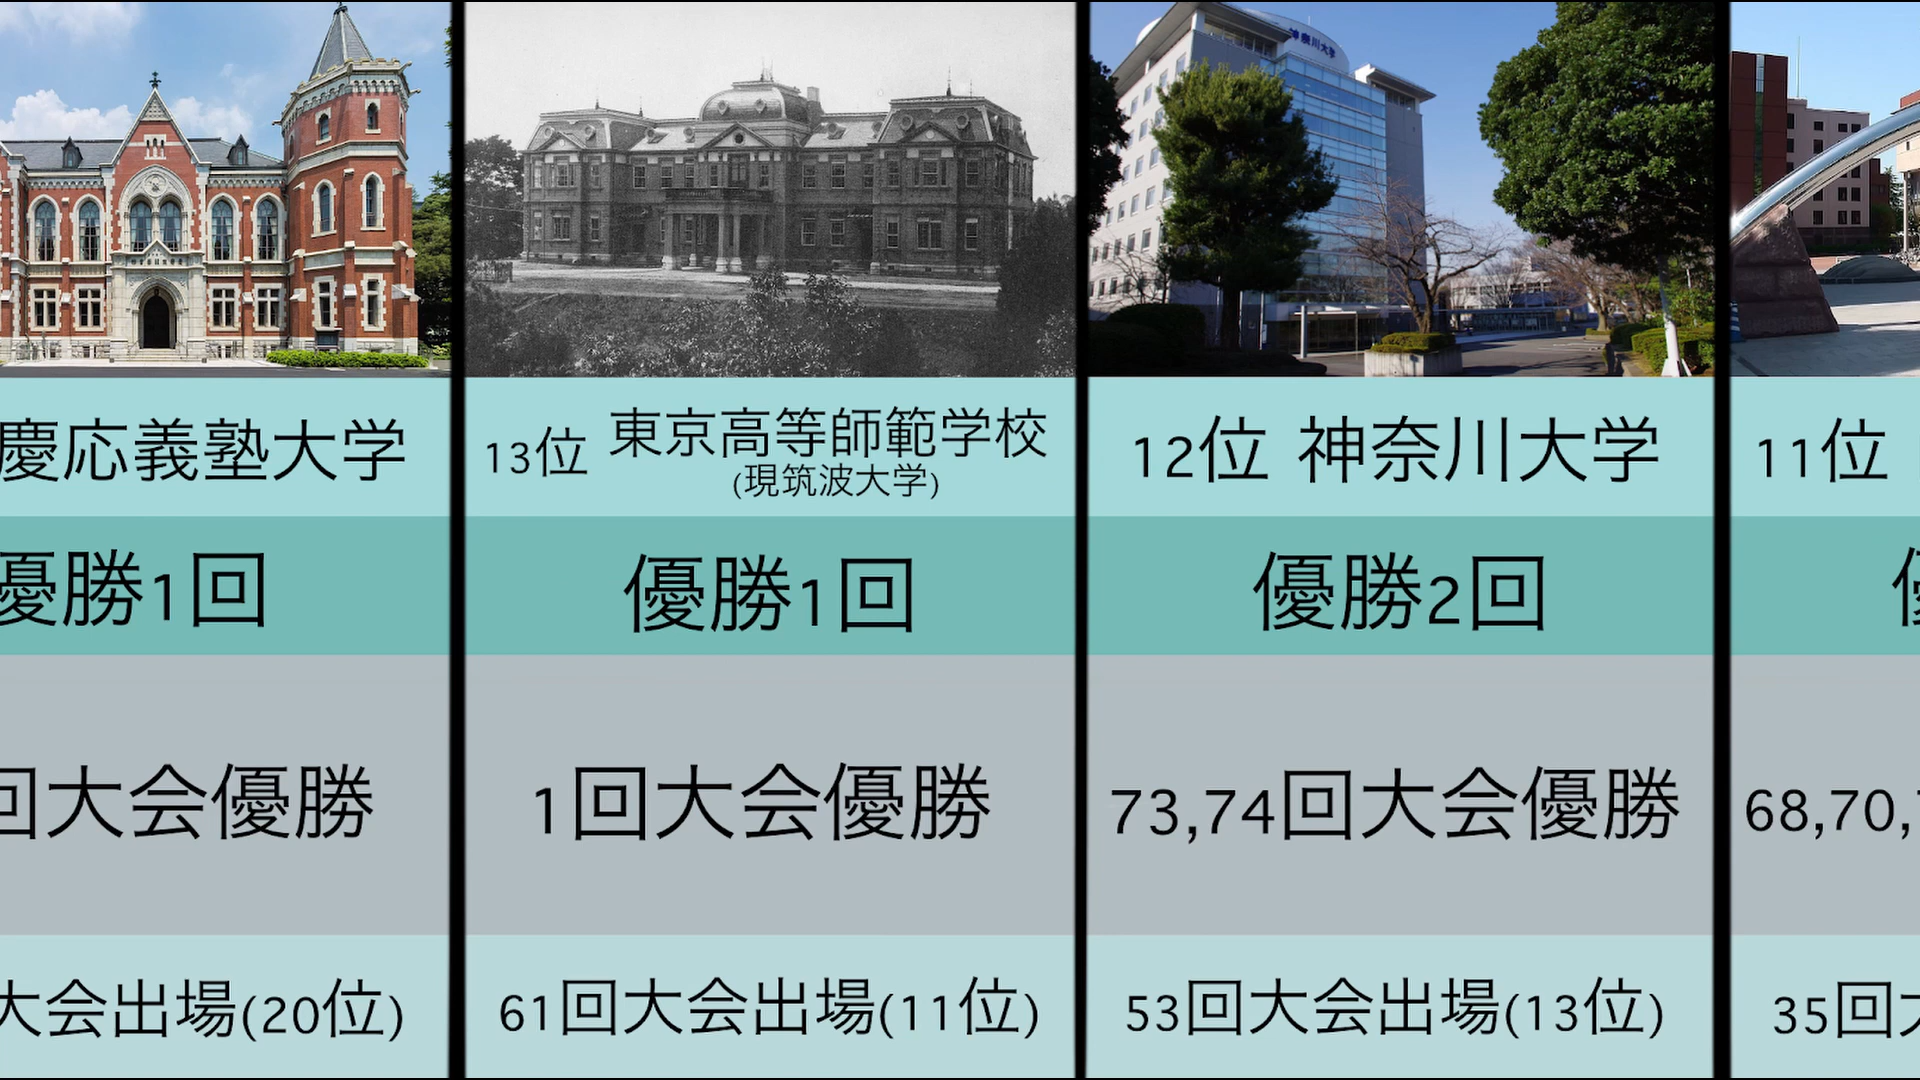 慶応義塾大学
優勝1回
回大会優勝
大会出場(20位)
13位 東京高等師範学校
(現筑波大学)
優勝1回
1回大会優勝
61回大会出場(11位)
神奈川大学
12位 神奈川大学
優勝2回
73,74回大会優勝
53回大会出場(13位)
11位
68,70,
35回